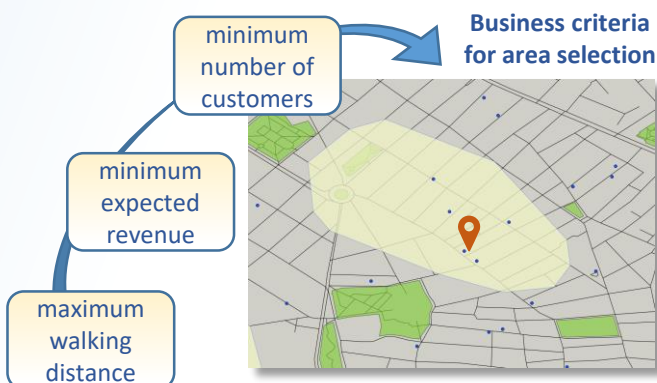 minimum
number of
customers
Business criteria
for area selection
minimum
expected
revenue
maximum
walking
distance